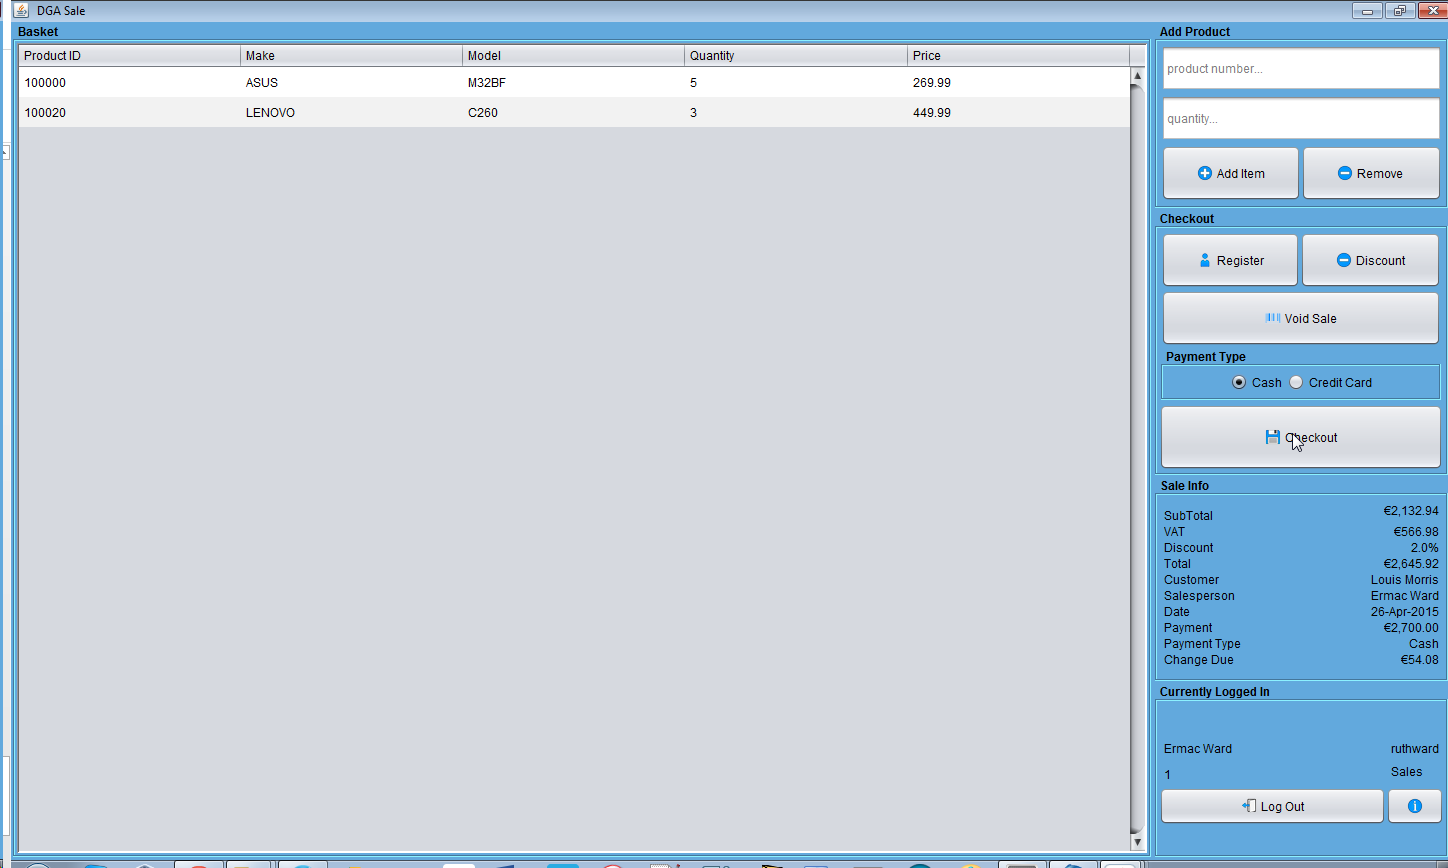 DGA Sale
Basket
Product ID Make Model Quantity Price
100000 ASUS M32BF 5 269.99
100020 LENOVO C260 3 449.99
Add Product
product number...
quantity...
Add Item Remove
Checkout
Register Discount
Void Sale
Payment Type
Cash Credit Card
Checkout
Sale Info
SubTotal €2,132.94
VAT €566.98
Discount 2.0%
Total €2,645.92
Customer Louis Morris
Salesperson Ermac Ward
Date 26-Apr-2015
Payment €2,700.00
Payment Type Cash
Change Due €54.08
Currently Logged In
Ermac Ward ruthward
1 Sales
Log Out